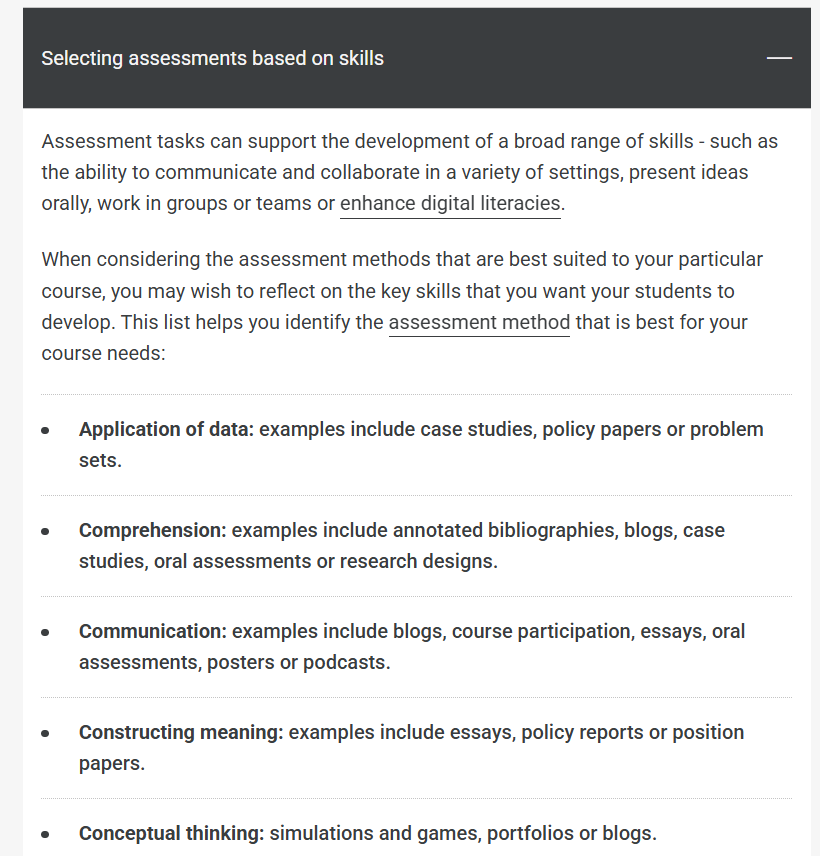 Selecting assessments based on skills
Assessment tasks can support the development of a broad range of skills - such as
the ability to communicate and collaborate in a variety of settings, present ideas
orally, work in groups or teams or enhance digital literacies.
When considering the assessment methods that are best suited to your particular
course, you may wish to reflect on the key skills that you want your students to
develop. This list helps you identify the assessment method that is best for your
course needs:
• Application of data: examples include case studies, policy papers or problem
sets.
• Comprehension: examples include annotated bibliographies, blogs, case
studies, oral assessments or research designs.
• Communication: examples include blogs, course participation, essays, oral
assessments, posters or podcasts.
• Constructing meaning: examples include essays, policy reports or position
papers.
• Conceptual thinking: simulations and games, portfolios or blogs.